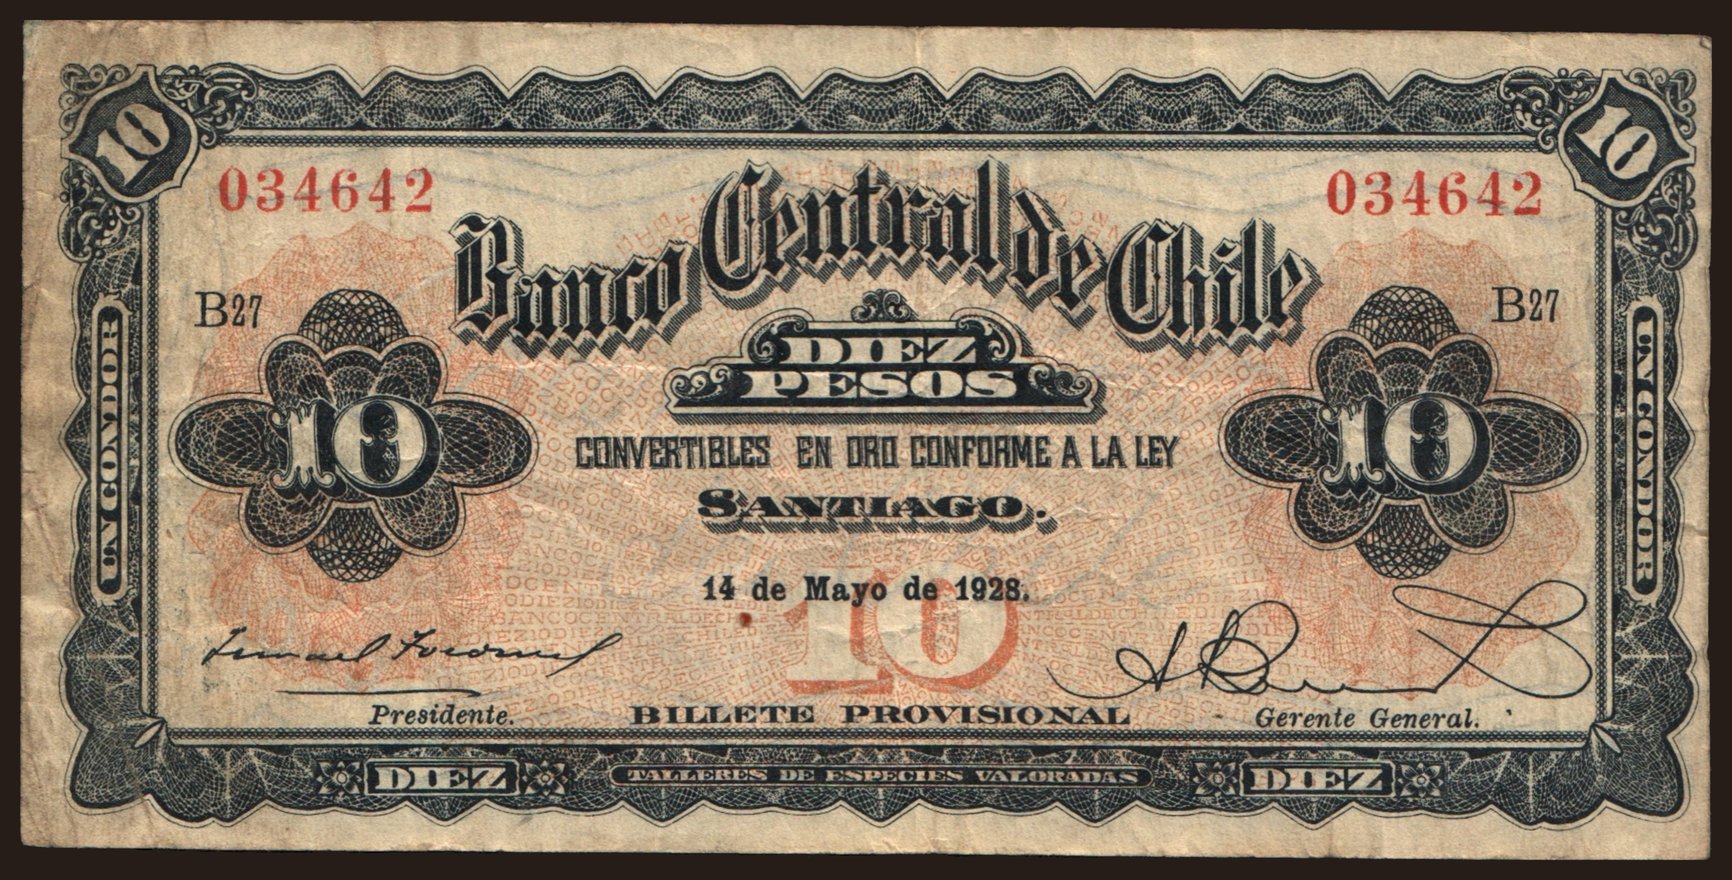 10 10
034642 034642
Banco Central de Chile
B27 B27
DIEZ
PESOS
UN CONDOR UN CONDOR
10 10
CONVERTIBLES EN ORO CONFORME A LA LEY
SANTIAGO.
14 de Mayo de 1928.
10
Presidente. BILLETE PROVISIONAL Gerente General.
DIEZ TALLERES DE ESPECIES VALORADAS DIEZ